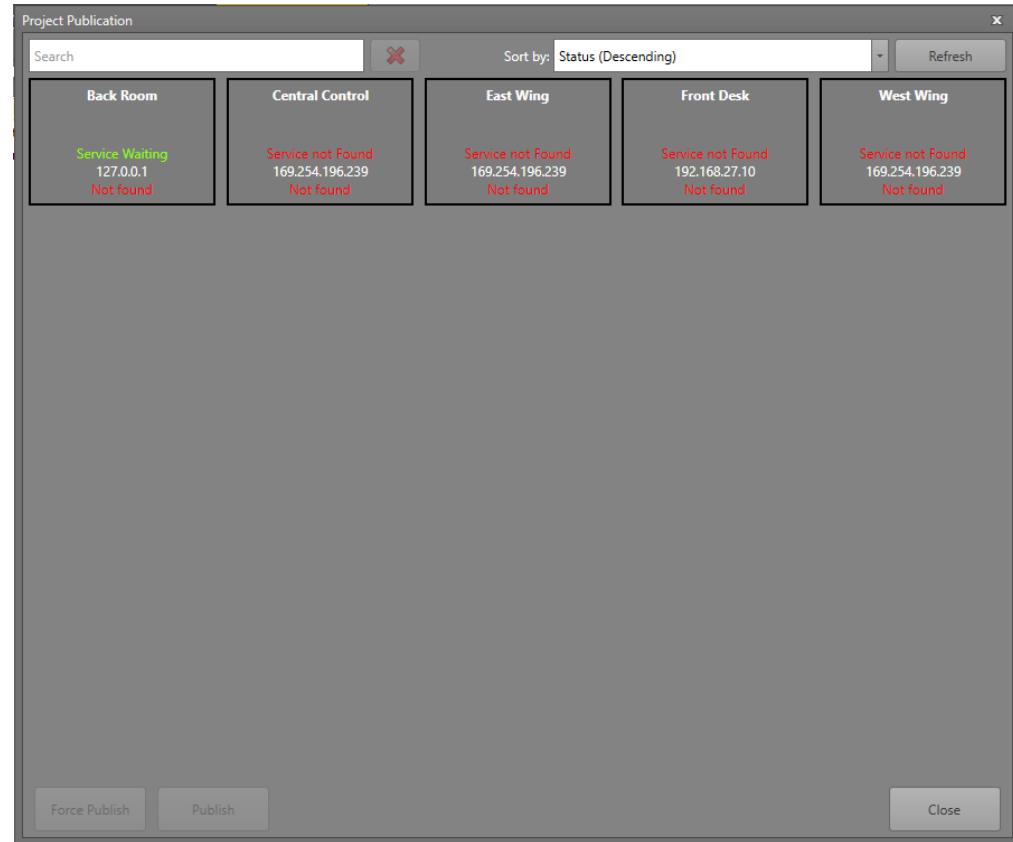 Project Publication x
Search Sort by: Status (Descending) Refresh
Back Room
Service Waiting
127.0.0.1
Not found
Central Control
Service not Found
169.254.196.239
Not found
East Wing
Service not Found
169.254.196.239
Not found
Front Desk
Service not Found
192.168.27.10
Not found
West Wing
Service not Found
169.254.196.239
Not found
Force Publish Publish Close